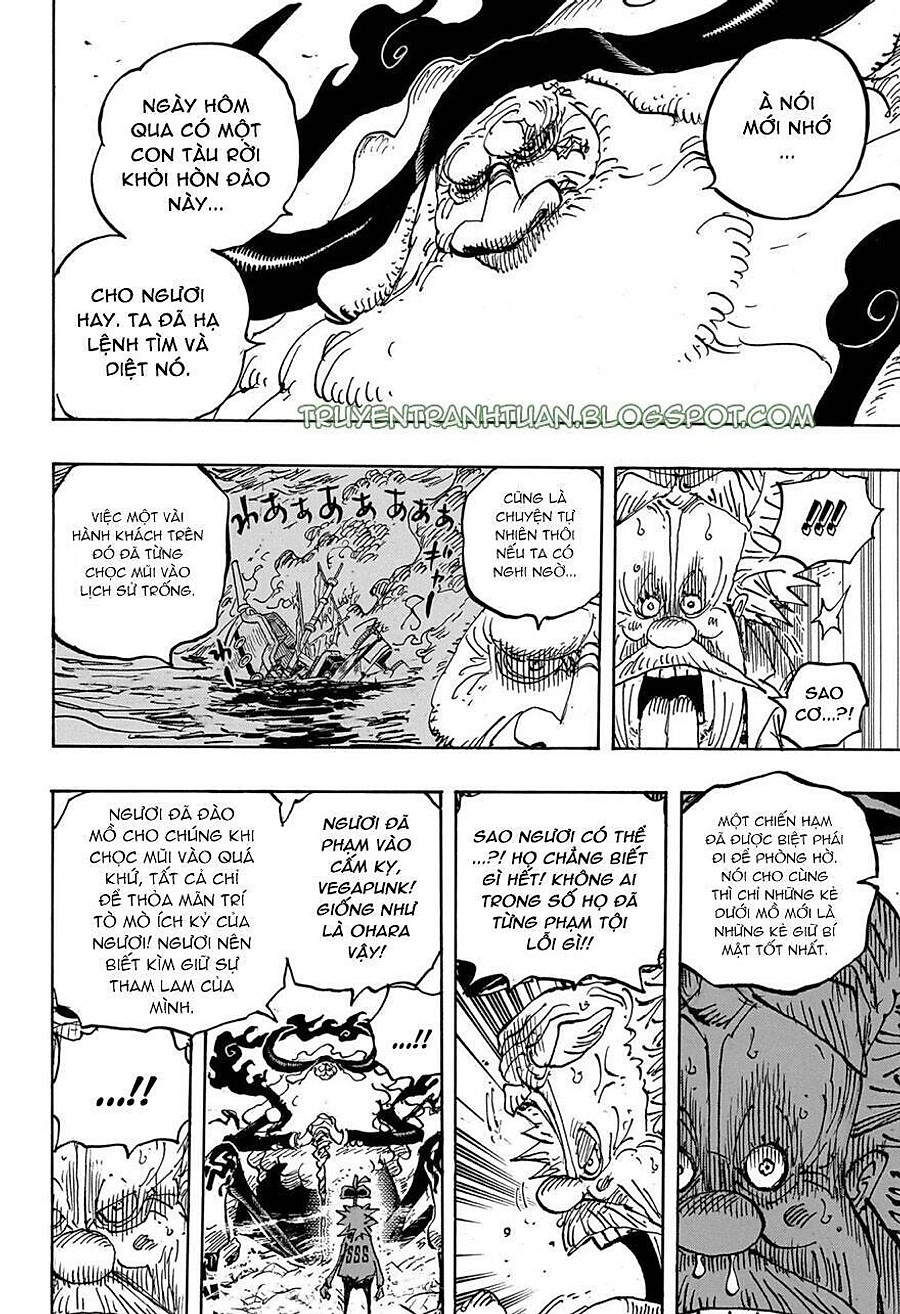 À NÓI
MỚI NHỚ
...
NGÀY HÔM
QUA CÓ MỘT
CON TÀU RỜI
KHỎI HÒN ĐẢO
NÀY...
CHO NGƯƠI
HAY. TA ĐÃ HẠ
LỆNH TÌM VÀ
DIỆT NÓ.
TRUYENTRANHTUAN.BLOGSPOT.COM
!!!
SAO
CƠ...?!
CŨNG LÀ
CHUYỆN TỰ
NHIÊN THÔI
NẾU TA CÓ
NGHI NGỜ...
わああああああ
VIỆC MỘT VÀI
HÀNH KHÁCH TRÊN
ĐÓ ĐÃ TỪNG
CHỌC MŨI VÀO
LỊCH SỬ TRỐNG.
MỘT CHIẾN HẠM
ĐÃ ĐƯỢC BIỆT PHÁI
ĐI ĐỂ PHÒNG HỜ.
NÓI CHO CÙNG
THÌ CHỈ NHỮNG KẺ
DƯỚI MỒ MỚI LÀ
NHỮNG KẺ GIỮ BÍ
MẬT TỐT NHẤT.
SAO NGƯƠI CÓ THỂ
...?! HỌ CHẲNG BIẾT
GÌ HẾT! KHÔNG AI
TRONG SỐ HỌ ĐÃ
TỪNG PHẠM TỘI
LỖI GÌ!!
NGƯƠI ĐÃ
PHẠM VÀO
CẤM KỴ,
VEGAPUNK!
GIỐNG NHƯ
LÀ OHARA
VẬY!
...!!
SSS
NGƯƠI ĐÃ ĐÀO
MỒ CHO CHÚNG KHI
CHỌC MŨI VÀO QUÁ
KHỨ, TẤT CẢ CHỈ
ĐỂ THỎA MÃN TRÍ
TÒ MÒ ÍCH KỶ CỦA
NGƯƠI! NGƯƠI NÊN
BIẾT KÌM GIỮ SỰ
THAM LAM CỦA
MÌNH.
...!!